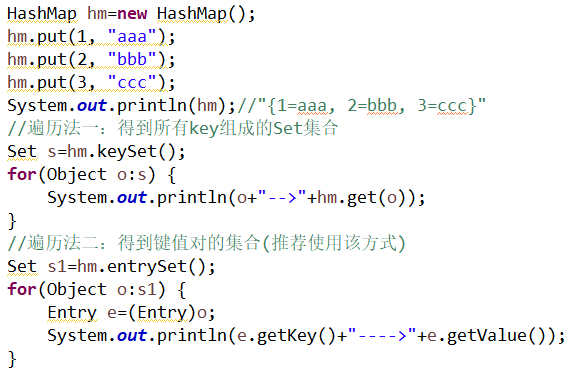 HashMap hm=new HashMap();
hm.put(1, "aaa");
hm.put(2, "bbb");
hm.put(3, "ccc");
System.out.println(hm);//"{1=aaa, 2=bbb, 3=ccc}"
//遍历法一：得到所有key组成的Set集合
Set s=hm.keySet();
for(Object o:s) {
    System.out.println(o+"-->"+hm.get(o));
}
//遍历法二：得到键值对的集合(推荐使用该方式)
Set s1=hm.entrySet();
for(Object o:s1) {
    Entry e=(Entry)o;
    System.out.println(e.getKey()+"---->"+e.getValue());
}